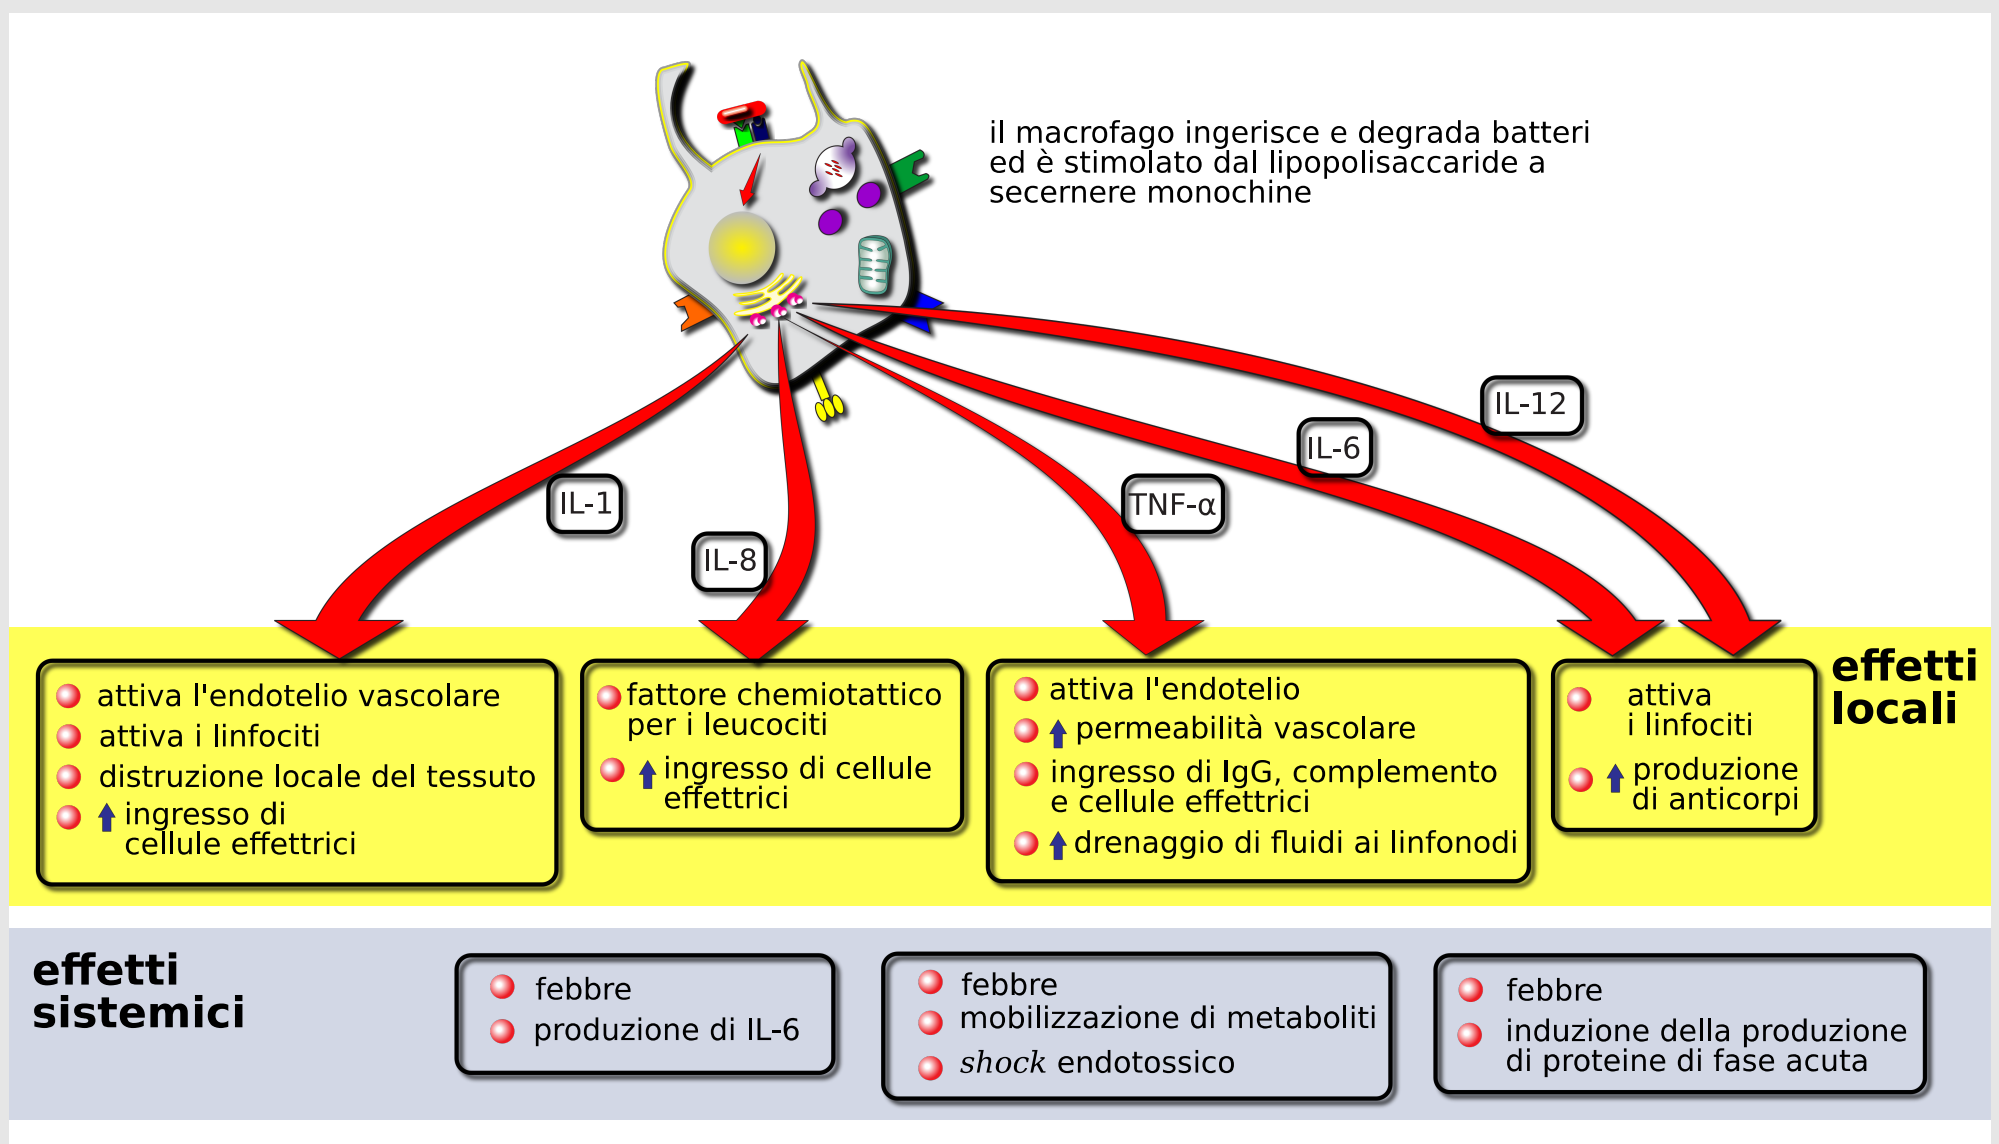 il macrofago ingerisce e degrada batteri
ed è stimolato dal lipopolisaccaride a
secernere monochine
IL-12
IL-6
IL-1
TNF-α
IL-8
effetti
locali
attiva l'endotelio vascolare
attiva i linfociti
distruzione locale del tessuto
ingresso di
cellule effettrici
fattore chemiotattico
per i leucociti
ingresso di cellule
effettrici
attiva l'endotelio
permeabilità vascolare
ingresso di IgG, complemento
e cellule effettrici
drenaggio di fluidi ai linfonodi
attiva
i linfociti
produzione
di anticorpi
effetti
sistemici
febbre
produzione di IL-6
febbre
mobilizzazione di metaboliti
shock endotossico
febbre
induzione della produzione
di proteine di fase acuta